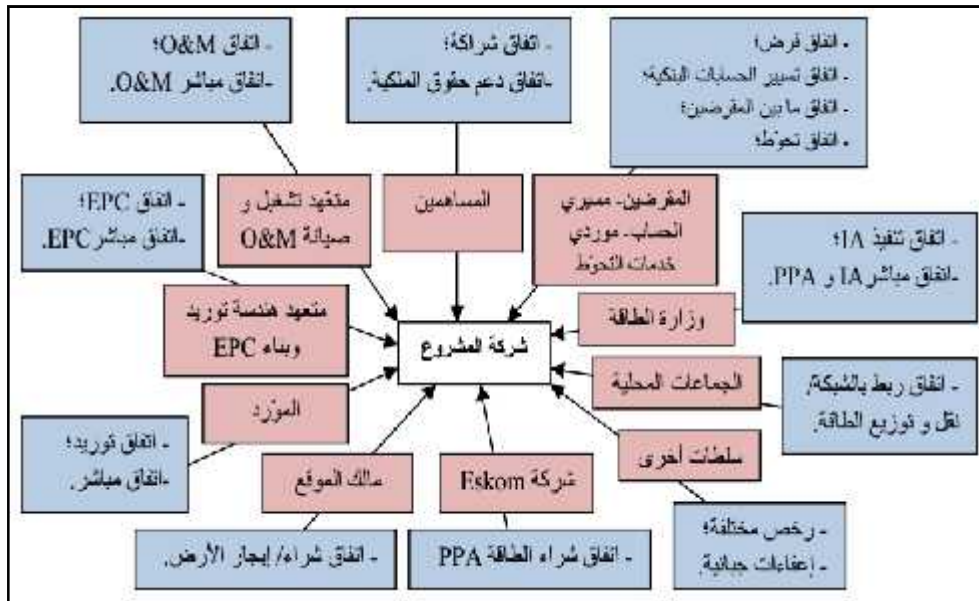 - اتفاق O&M؛
-اتفاق مباشر O&M.
- اتفاق شراكة؛
-اتفاق دعم حقوق الملكية.
- اتفاق قرض؛
- اتفاق تسيير الحسابات البنكية؛
- اتفاق ما بين المقرضين؛
- اتفاق تحوّط؛
- اتفاق EPC؛
-اتفاق مباشر EPC.
متعهد تشغيل و
صيانة O&M
المساهمين
المقرضين- مسيري
الحساب- موردي
خدمات التحوّط
- اتفاق تنفيذ IA؛
-اتفاق مباشر IA و PPA.
متعهد هندسة توريد
وبناء EPC
شركة المشروع
وزارة الطاقة
الجماعات المحلية
- اتفاق ربط بالشبكة/
نقل و توزيع الطاقة.
المورّد
- اتفاق توريد؛
-اتفاق مباشر.
مالك الموقع
شركة Eskom
سلطات أخرى
- اتفاق شراء/ إيجار الأرض.
- اتفاق شراء الطاقة PPA
- رخص مختلفة؛
- إعفاءات جبائية.